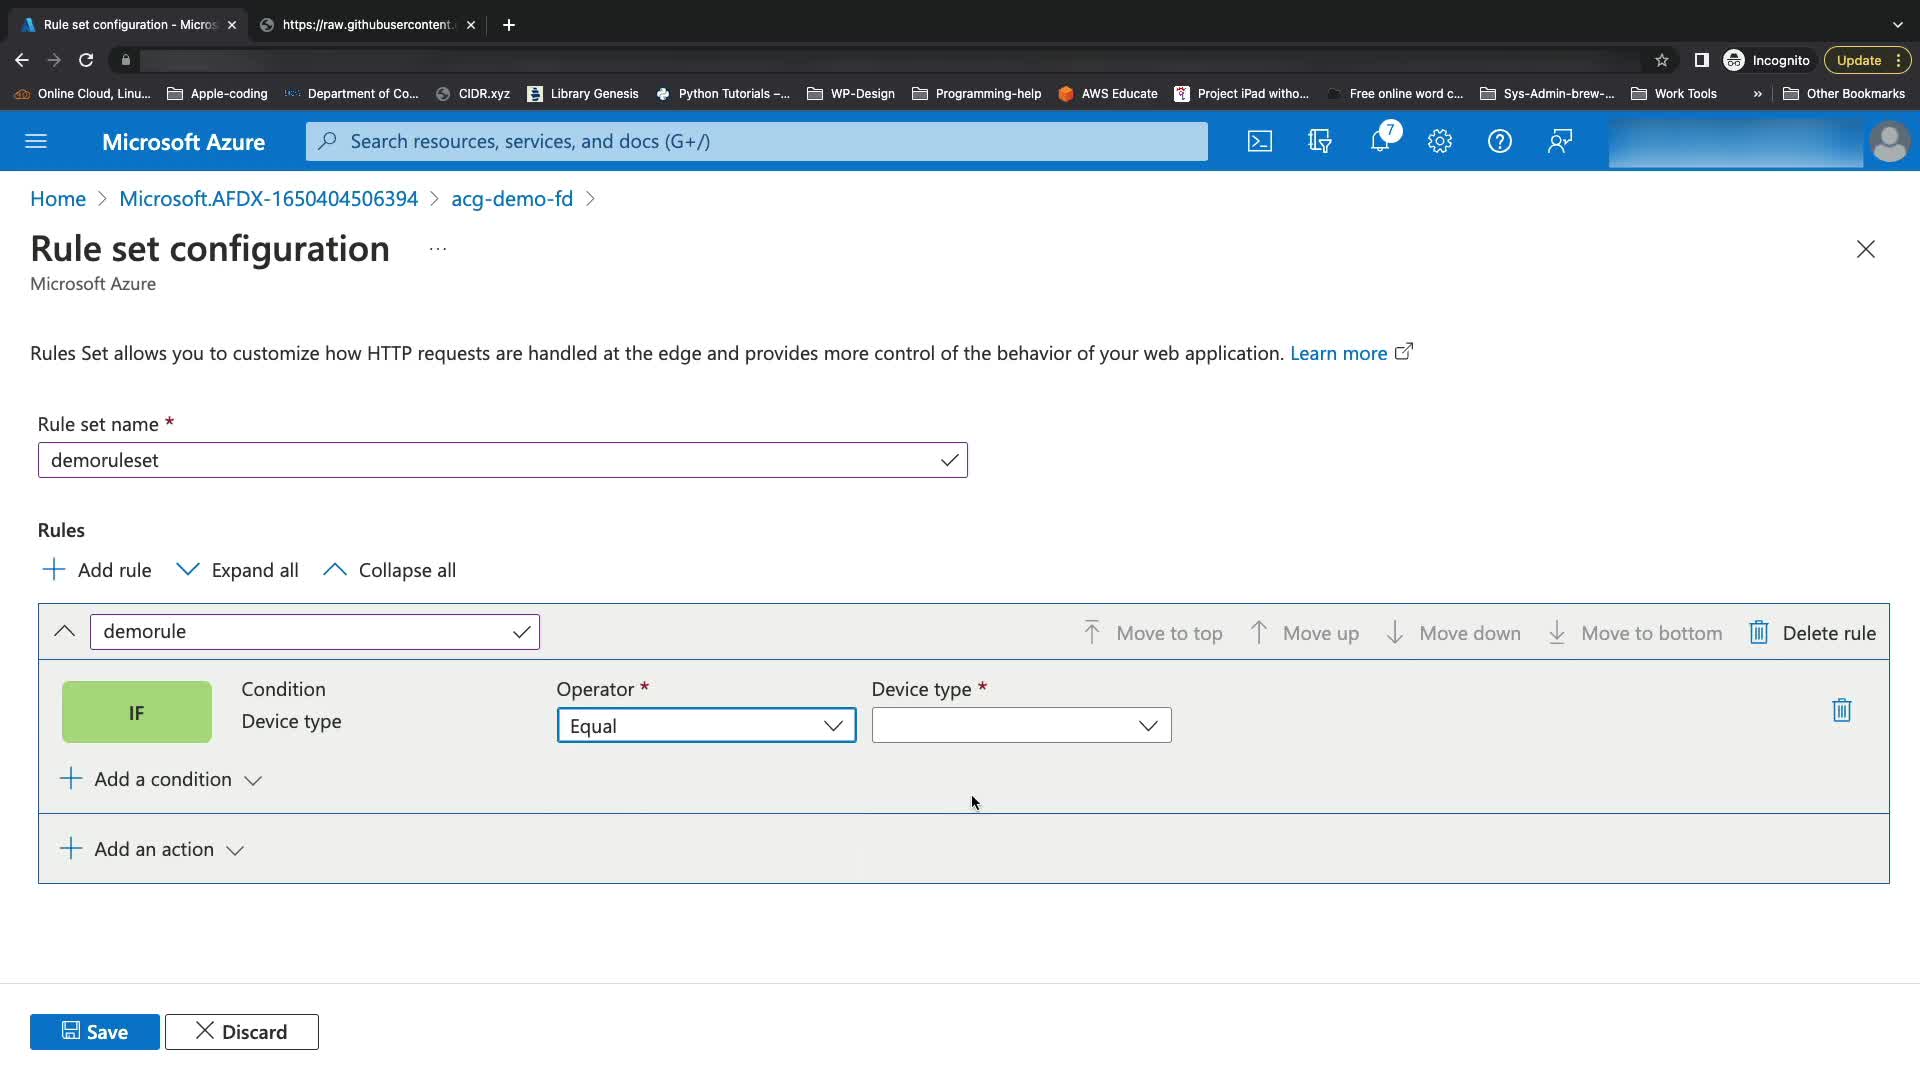 Rule set configuration - Micros
https://raw.githubusercontent.
Incognito
Update
Online Cloud, Linu...
Apple-coding
Department of Co...
CIDR.xyz
Library Genesis
Python Tutorials –...
WP-Design
Programming-help
AWS Educate
Project iPad witho...
Free online word c...
Sys-Admin-brew-...
Work Tools
»
Other Bookmarks
Microsoft Azure
Search resources, services, and docs (G+/)
7
Home > Microsoft.AFDX-1650404506394 > acg-demo-fd >
Rule set configuration ...
Microsoft Azure
Rules Set allows you to customize how HTTP requests are handled at the edge and provides more control of the behavior of your web application. Learn more
Rule set name *
demoruleset
Rules
Add rule
Expand all
Collapse all
demorule
Move to top
Move up
Move down
Move to bottom
Delete rule
IF
Condition
Device type
Operator *
Equal
Device type *
Add a condition
Add an action
Save
Discard